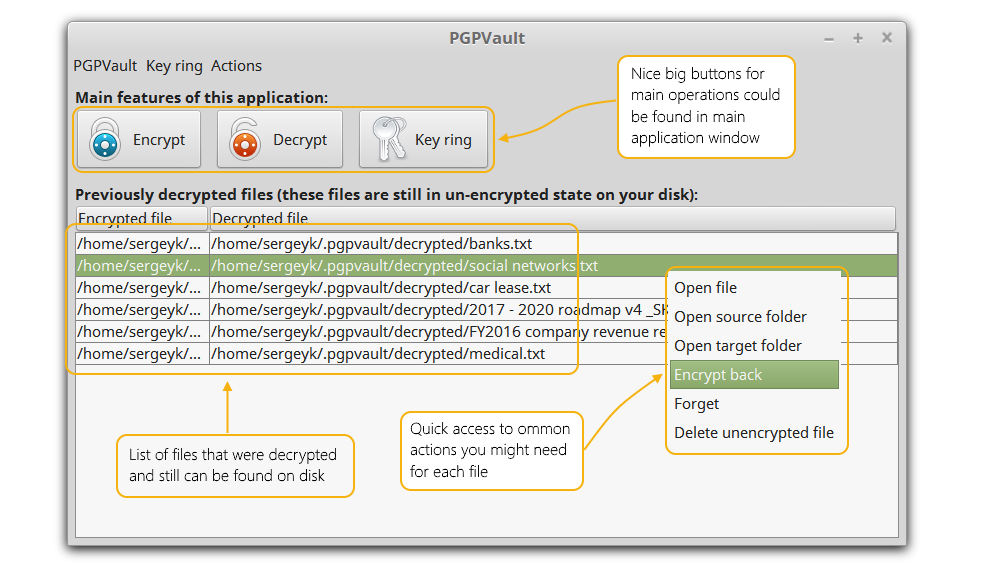 PGPVault
PGPVault Key ring Actions
Main features of this application:
Encrypt
Decrypt
Key ring
Nice big buttons for
main operations could
be found in main
application window
Previously decrypted files (these files are still in un-encrypted state on your disk):
Encrypted file Decrypted file
/home/sergeyk/... /home/sergeyk/.pgpvault/decrypted/banks.txt
/home/sergeyk/... /home/sergeyk/.pgpvault/decrypted/social networks.txt
/home/sergeyk/... /home/sergeyk/.pgpvault/decrypted/car lease.txt
/home/sergeyk/... /home/sergeyk/.pgpvault/decrypted/2017 - 2020 roadmap v4 _SK
/home/sergeyk/... /home/sergeyk/.pgpvault/decrypted/FY2016 company revenue re
/home/sergeyk/... /home/sergeyk/.pgpvault/decrypted/medical.txt
Open file
Open source folder
Open target folder
Encrypt back
Forget
Delete unencrypted file
List of files that were decrypted
and still can be found on disk
Quick access to ommon
actions you might need
for each file